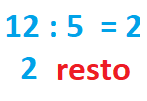 12 : 5 = 2
2 resto